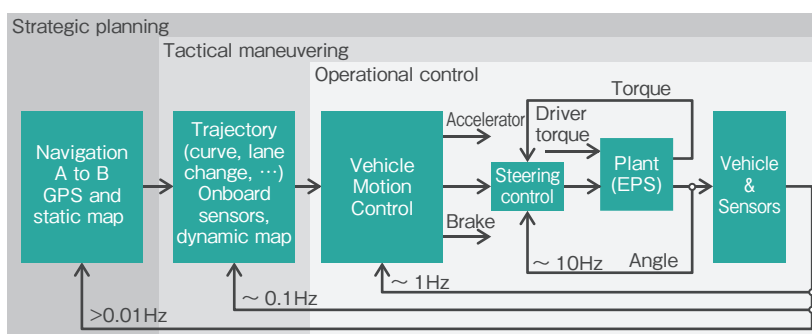 Strategic planning
Tactical maneuvering
Operational control
Navigation
A to B
GPS and
static map
Trajectory
(curve, lane
change, …)
Onboard
sensors,
dynamic map
Vehicle
Motion
Control
Accelerator
Brake
Steering
control
Driver
torque
Torque
Plant
(EPS)
Angle
Vehicle
&
Sensors
～10Hz
～1Hz
～0.1Hz
>0.01Hz